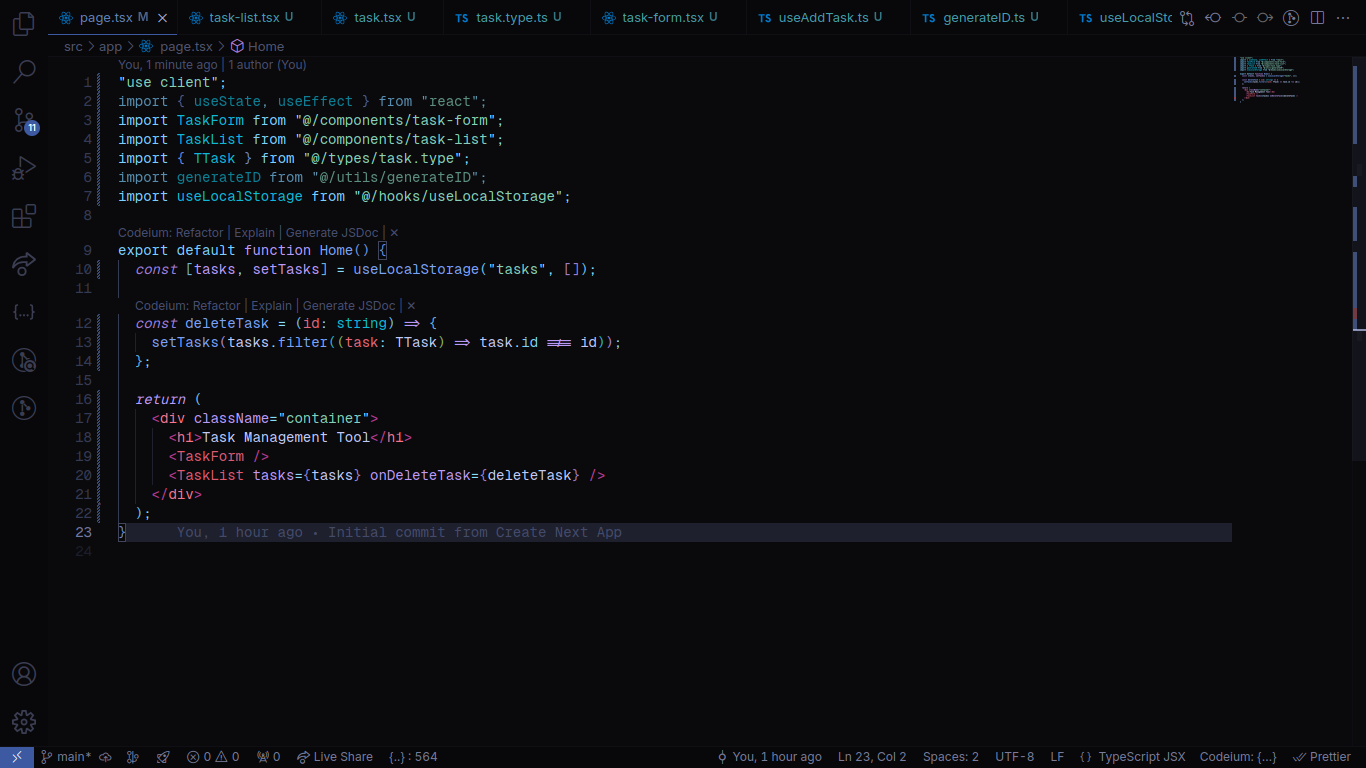 page.tsx M
task-list.tsx U
task.tsx U
TS task.type.ts U
task-form.tsx U
TS useAddTask.ts U
TS generateID.ts U
TS useLocalStc
src > app > page.tsx > Home
You, 1 minute ago | 1 author (You)
1 "use client";
2 import { useState, useEffect } from "react";
3 import TaskForm from "@/components/task-form";
4 import TaskList from "@/components/task-list";
5 import { TTask } from "@/types/task.type";
6 import generateID from "@/utils/generateID";
7 import useLocalStorage from "@/hooks/useLocalStorage";
8
Codeium: Refactor | Explain | Generate JSDoc | ×
9 export default function Home() {
10 const [tasks, setTasks] = useLocalStorage("tasks", []);
11
Codeium: Refactor | Explain | Generate JSDoc | ×
12 const deleteTask = (id: string) => {
13 setTasks(tasks.filter((task: TTask) => task.id !== id));
14 };
15
16 return (
17 <div className="container">
18 <h1>Task Management Tool</h1>
19 <TaskForm />
20 <TaskList tasks={tasks} onDeleteTask={deleteTask} />
21 </div>
22 );
23 } You, 1 hour ago • Initial commit from Create Next App
24
11
main* 0 0 0 Live Share {..} : 564 You, 1 hour ago Ln 23, Col 2 Spaces: 2 UTF-8 LF { } TypeScript JSX Codeium: {...} Prettier